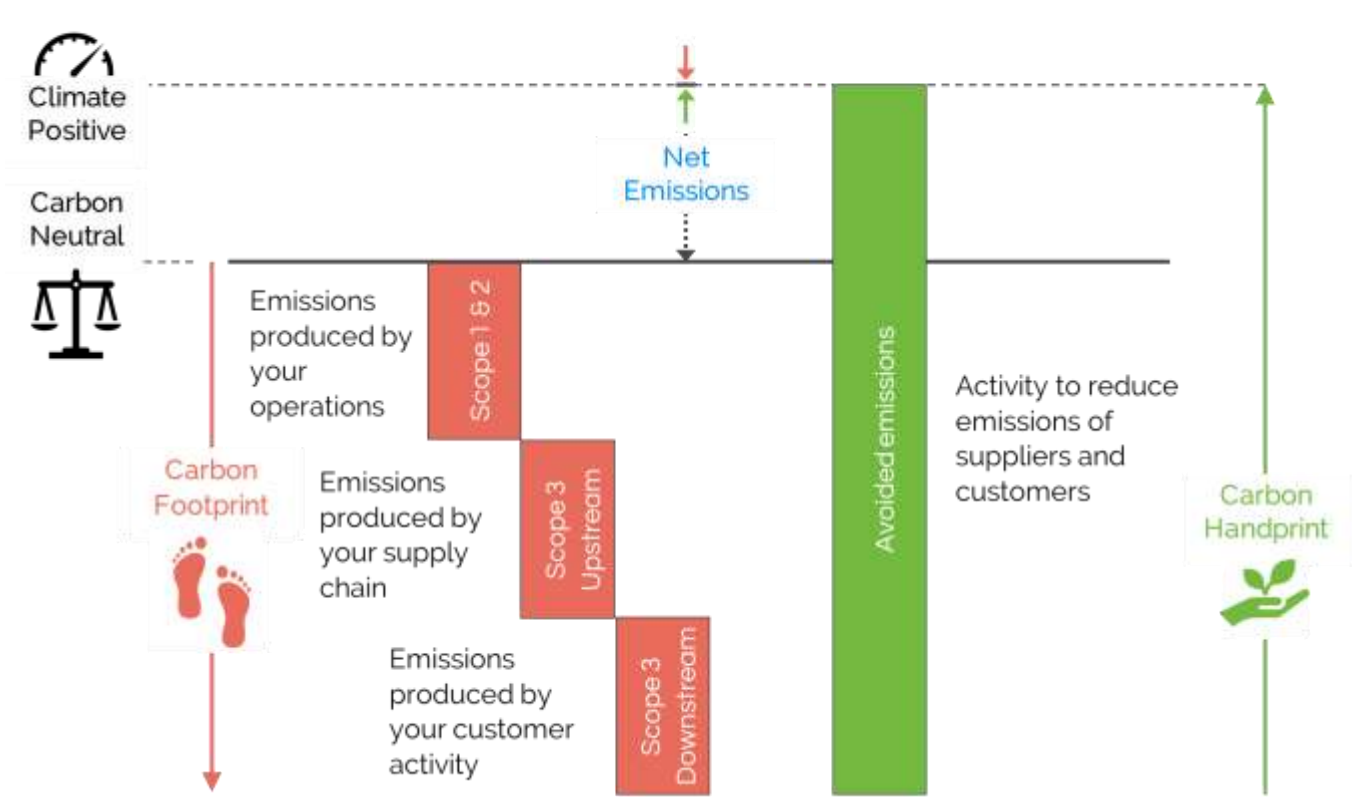 Climate
Positive
Net
Emissions
Carbon
Neutral
Emissions
produced by
your
operations
Scope 1 & 2
Avoided emissions
Activity to reduce
emissions of
suppliers and
customers
Carbon
Footprint
Emissions
produced by
your supply
chain
Scope 3
Upstream
Carbon
Handprint
Emissions
produced by
your customer
activity
Scope 3
Downstream